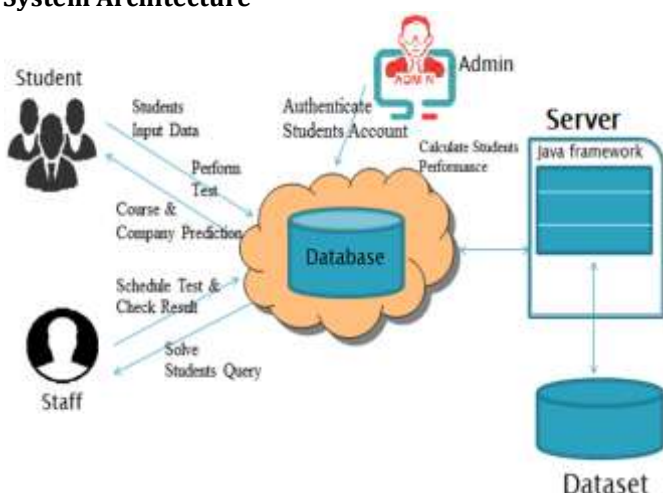 System Architecture
Student
Students
Input Data
Perform
Test
Course &
Company Prediction
Schedule Test &
Check Result
Solve
Students Query
Staff
ADMIN
Admin
Authenticate
Students Account
Calculate Students
Performance
Database
Server
Java framework
Dataset